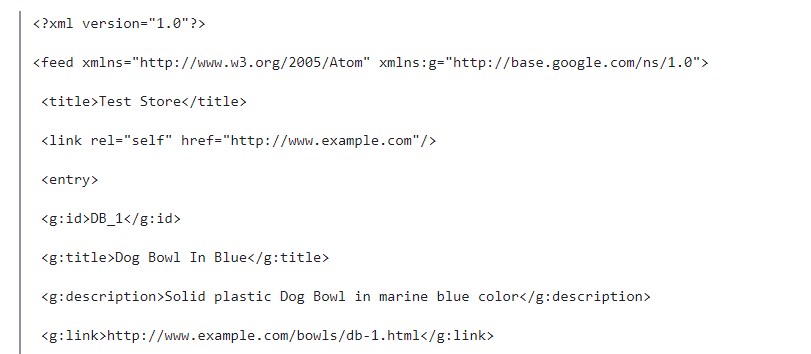 <?xml version="1.0"?>
<feed xmlns="http://www.w3.org/2005/Atom" xmlns:g="http://base.google.com/ns/1.0">
<title>Test Store</title>
<link rel="self" href="http://www.example.com"/>
<entry>
<g:id>DB_1</g:id>
<g:title>Dog Bowl In Blue</g:title>
<g:description>Solid plastic Dog Bowl in marine blue color</g:description>
<g:link>http://www.example.com/bowls/db-1.html</g:link>